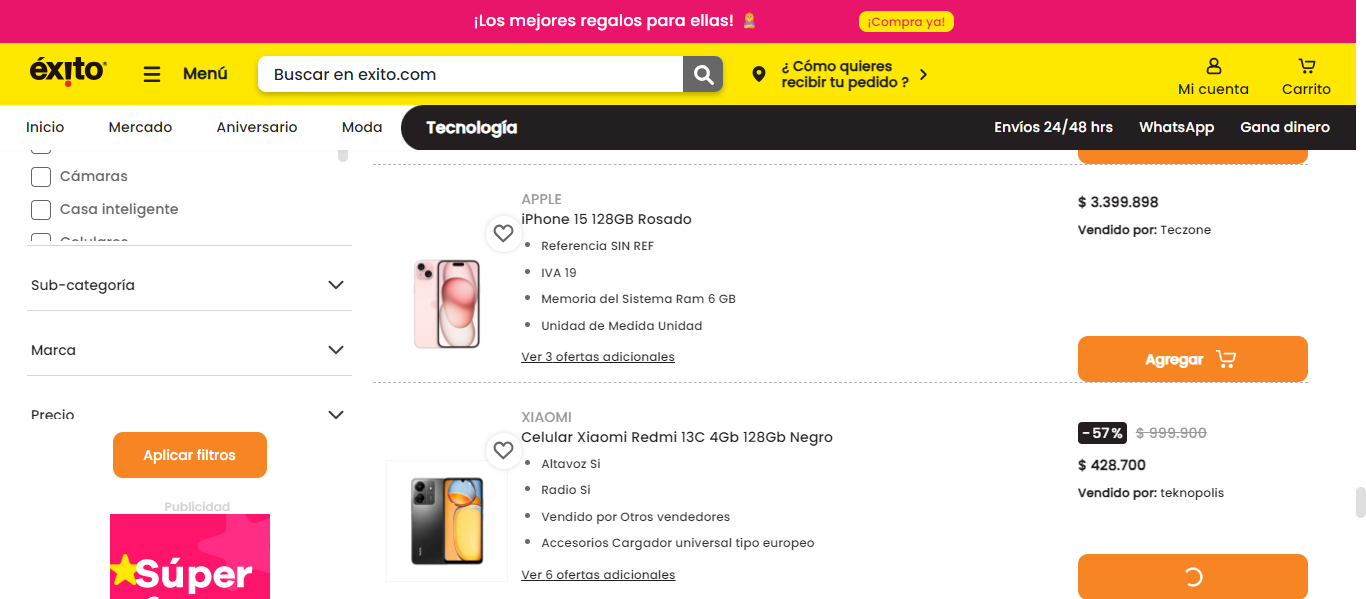 ¡Los mejores regalos para ellas!
¡Compra ya!
éxito
Menú
Buscar en exito.com
¿ Cómo quieres
recibir tu pedido ?
Mi cuenta
Carrito
Inicio
Mercado
Aniversario
Moda
Tecnología
Envíos 24/48 hrs
WhatsApp
Gana dinero
Cámaras
Casa inteligente
Celulares
Sub-categoría
Marca
Precio
Aplicar filtros
Publicidad
Súper
APPLE
iPhone 15 128GB Rosado
Referencia SIN REF
IVA 19
Memoria del Sistema Ram 6 GB
Unidad de Medida Unidad
Ver 3 ofertas adicionales
$ 3.399.898
Vendido por: Teczone
Agregar
XIAOMI
Celular Xiaomi Redmi 13C 4Gb 128Gb Negro
Altavoz Si
Radio Si
Vendido por Otros vendedores
Accesorios Cargador universal tipo europeo
Ver 6 ofertas adicionales
-57% $ 999.900
$ 428.700
Vendido por: teknopolis